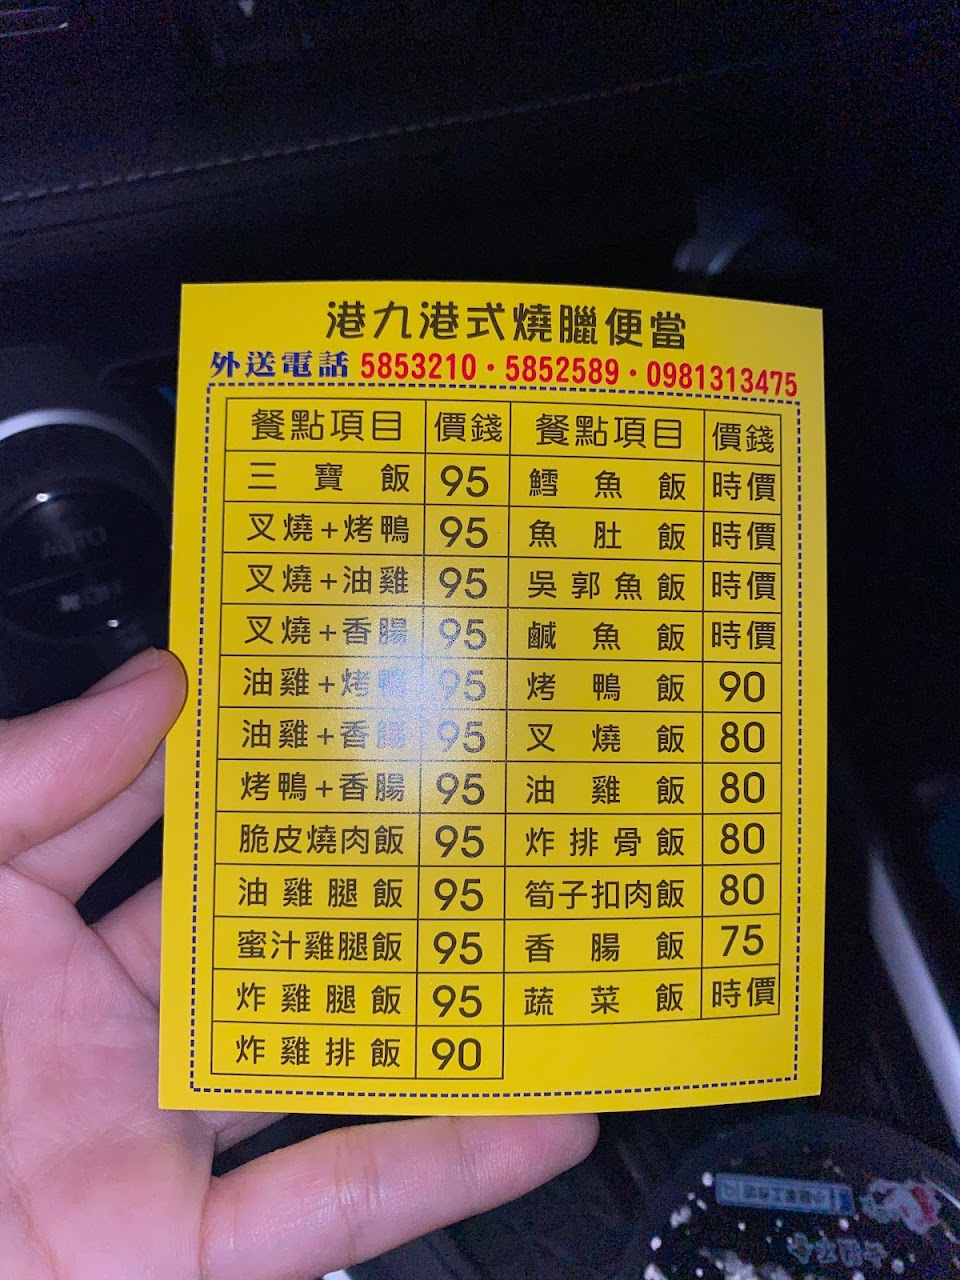 港九港式燒臘便當
外送電話 5853210・5852589・0981313475
餐點項目 價錢 餐點項目 價錢
三寶飯 95 鱈魚飯 時價
叉燒+烤鴨 95 魚肚飯 時價
叉燒+油雞 95 吳郭魚飯 時價
叉燒+香腸 95 鹹魚飯 時價
油雞+烤鴨 95 烤鴨飯 90
油雞+香腸 95 叉燒飯 80
烤鴨+香腸 95 油雞飯 80
脆皮燒肉飯 95 炸排骨飯 80
油雞腿飯 95 筍子扣肉飯 80
蜜汁雞腿飯 95 香腸飯 75
炸雞腿飯 95 蔬菜飯 時價
炸雞排飯 90
AUTO